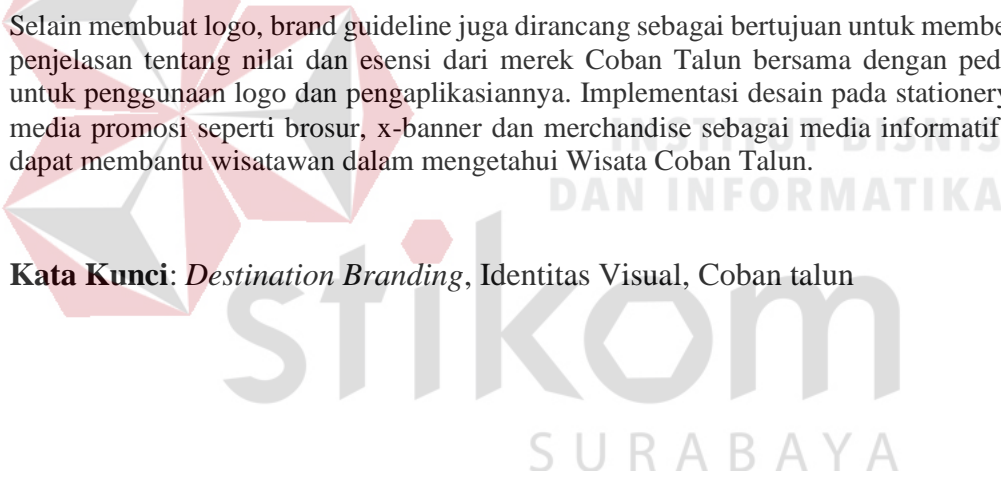 Selain membuat logo, brand guideline juga dirancang sebagai bertujuan untuk membe
penjelasan tentang nilai dan esensi dari merek Coban Talun bersama dengan ped
untuk penggunaan logo dan pengaplikasiannya. Implementasi desain pada stationery
media promosi seperti brosur, x-banner dan merchandise sebagai media informatif
dapat membantu wisatawan dalam mengetahui Wisata Coban Talun.
INSTITUT BISNIS
DAN INFORMATIKA
Kata Kunci: Destination Branding, Identitas Visual, Coban talun
stikom
SURABAYA